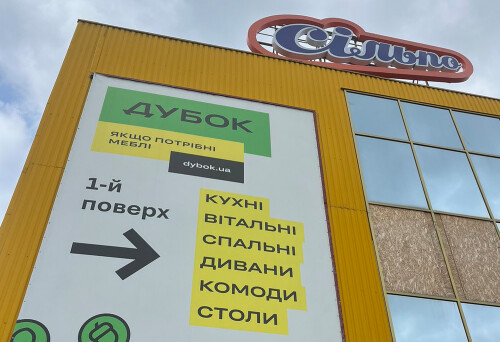 Сільпо
ДУБОК
ЯКЩО ПОТРІБНІ
МЕБЛІ
dybok.ua
1-й
поверх
КУХНІ
ВІТАЛЬНІ
СПАЛЬНІ
ДИВАНИ
КОМОДИ
СТОЛИ